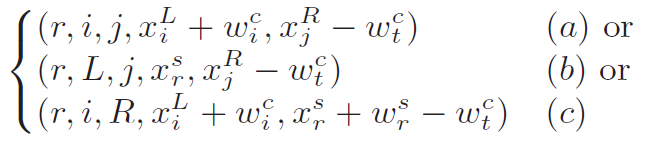 (r, i, j, x_i^L + w_i^c, x_j^R − w_t^c) (a) or
(r, L, j, x_r^s, x_j^R − w_t^c) (b) or
(r, i, R, x_i^L + w_i^c, x_r^s + w_r^s − w_t^c) (c)